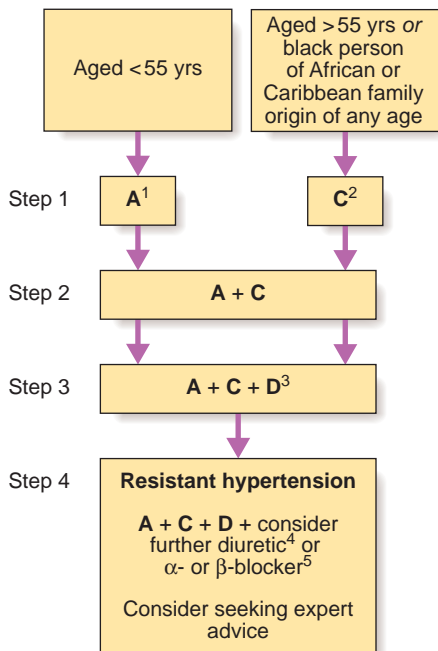 Aged <55 yrs
Aged >55 yrs or
black person
of African or
Caribbean family
origin of any age
Step 1
A¹
C²
Step 2
A + C
Step 3
A + C + D³
Step 4
Resistant hypertension
A + C + D + consider
further diuretic⁴ or
α- or β-blocker⁵
Consider seeking expert
advice